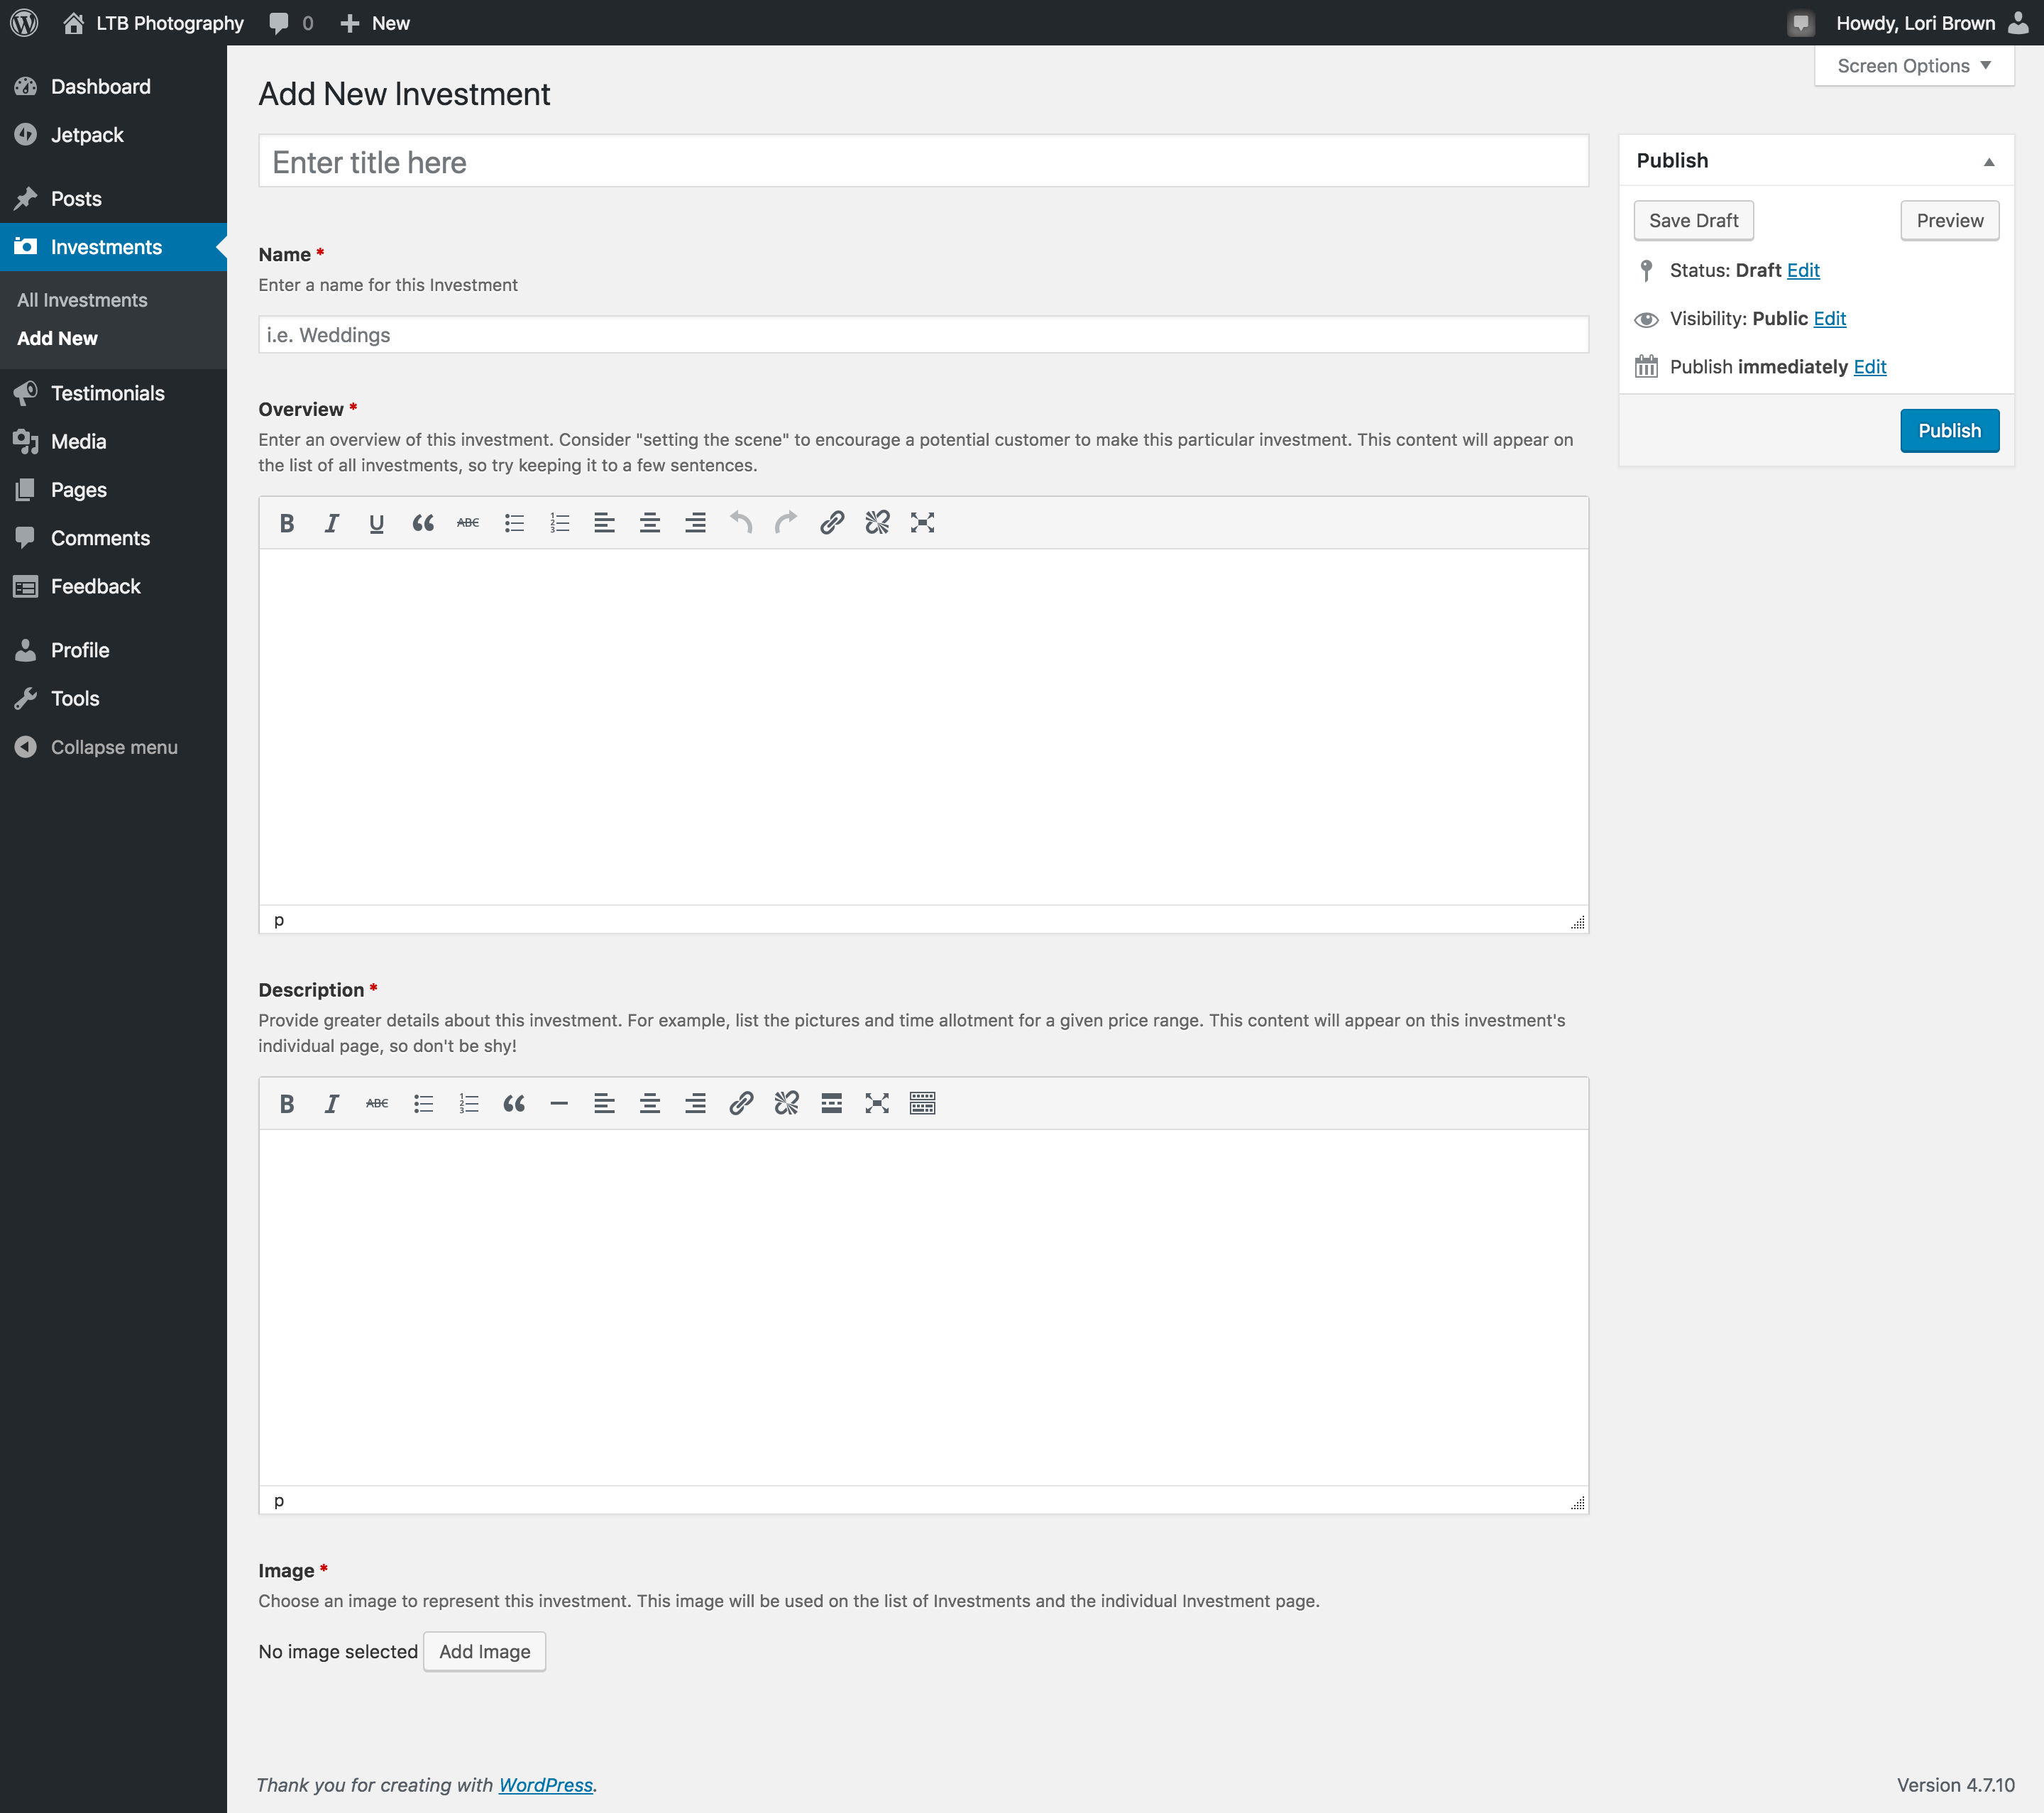 LTB Photography 0 New Howdy, Lori Brown
Screen Options
Dashboard
Jetpack
Posts
Investments
All Investments
Add New
Testimonials
Media
Pages
Comments
Feedback
Profile
Tools
Collapse menu
Add New Investment
Enter title here
Name *
Enter a name for this Investment
i.e. Weddings
Overview *
Enter an overview of this investment. Consider "setting the scene" to encourage a potential customer to make this particular investment. This content will appear on
the list of all investments, so try keeping it to a few sentences.
B I U “ ABC
p
Description *
Provide greater details about this investment. For example, list the pictures and time allotment for a given price range. This content will appear on this investment's
individual page, so don't be shy!
B I ABC “
p
Image *
Choose an image to represent this investment. This image will be used on the list of Investments and the individual Investment page.
No image selected Add Image
Publish
Save Draft Preview
Status: Draft Edit
Visibility: Public Edit
Publish immediately Edit
Publish
Thank you for creating with WordPress.
Version 4.7.10